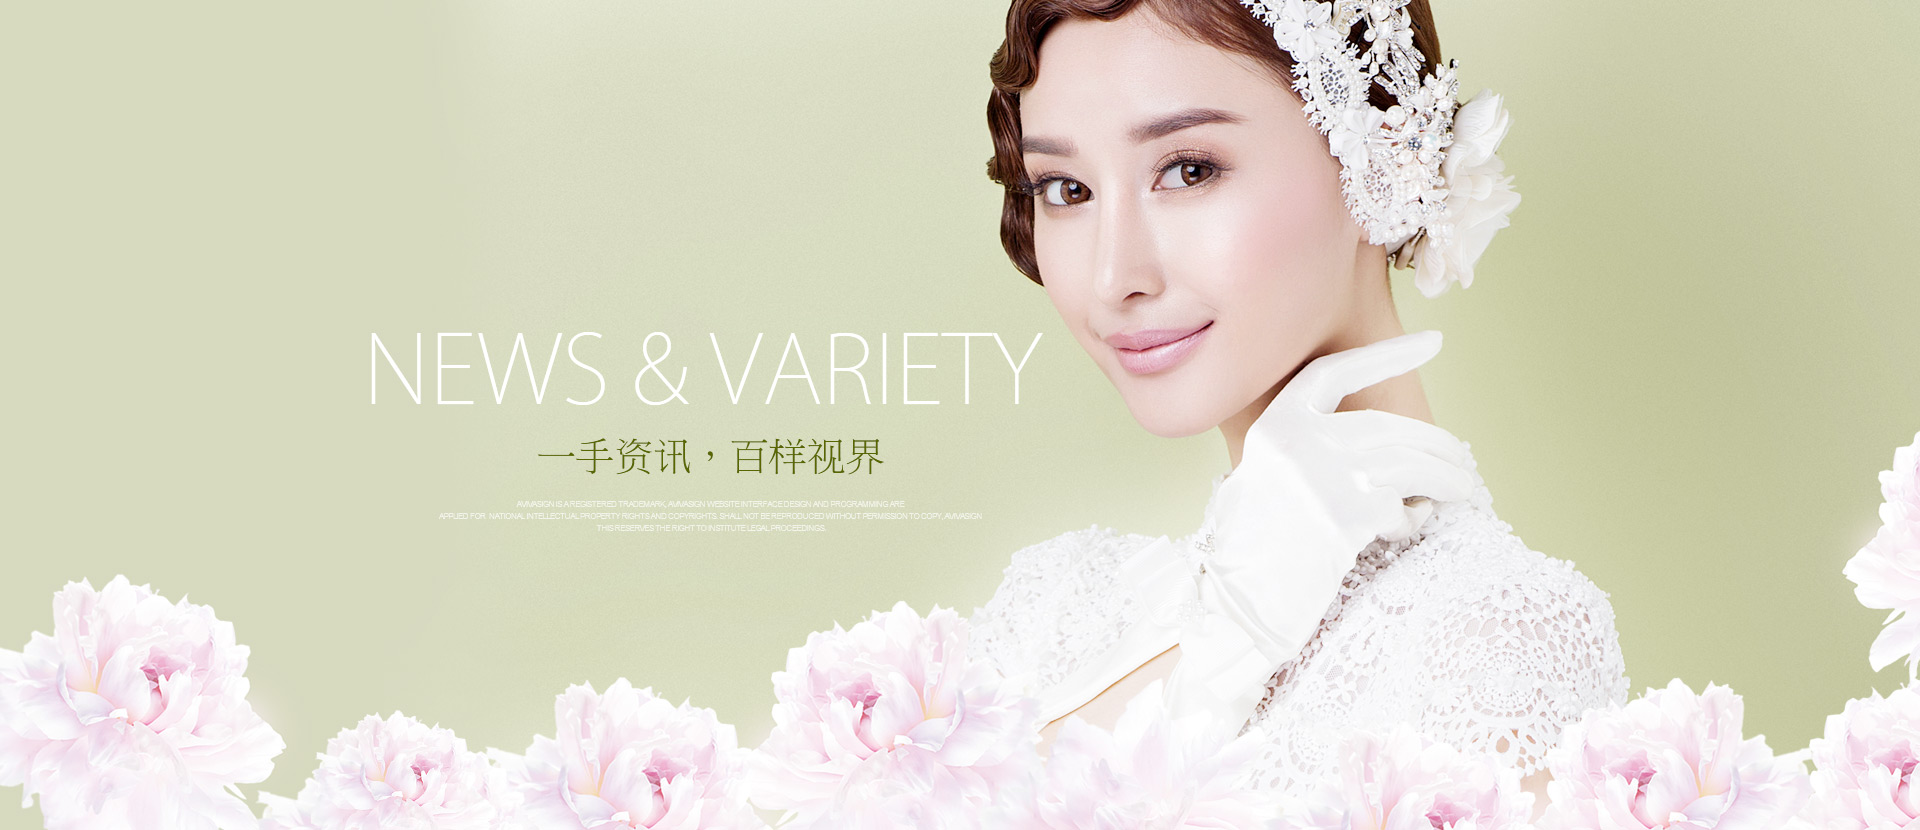 NEWS & VARIETY
一手资讯，百样视界
AVIVASIGN IS A REGISTERED TRADEMARK, AVIVASIGN WEBSITE INTERFACE DESIGN AND PROGRAMMING ARE
APPLIED FOR NATIONAL INTELLECTUAL PROPERTY RIGHTS AND COPYRIGHTS. SHALL NOT BE REPRODUCED WITHOUT PERMISSION TO COPY, AVIVASIGN
THIS RESERVES THE RIGHT TO INSTITUTE LEGAL PROCEEDINGS.